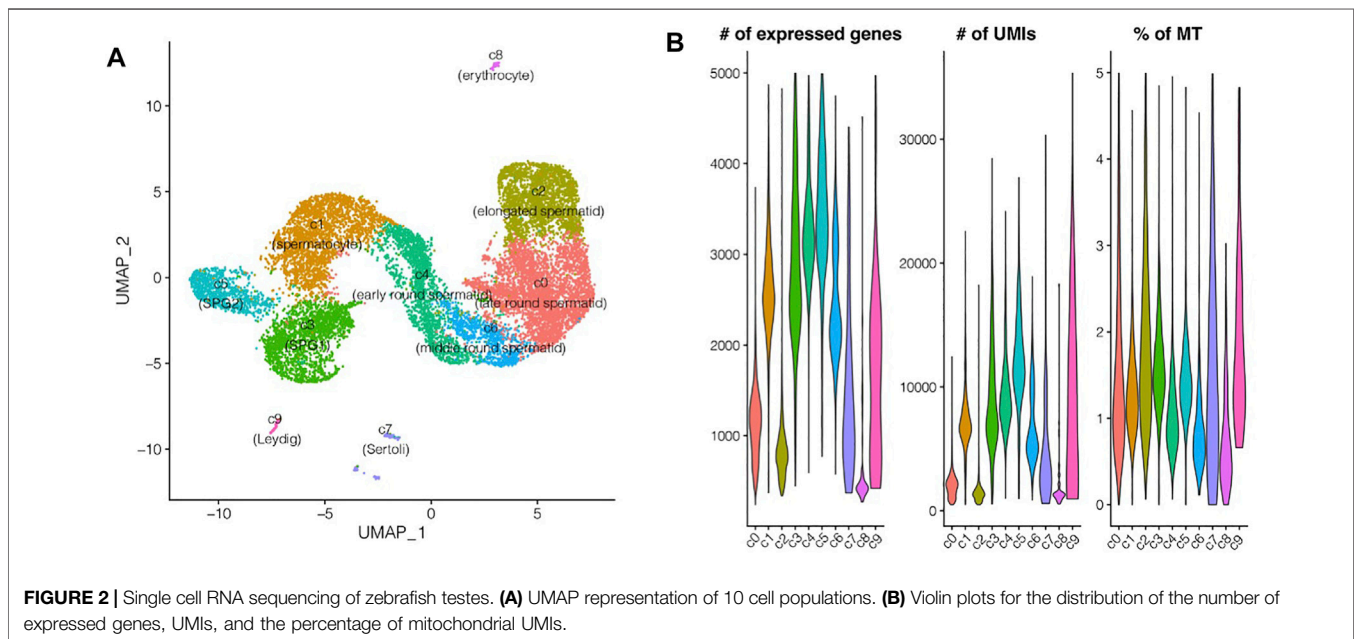 A
c8
(erythrocyte)
c2
(elongated spermatid)
c1
(spermatocyte)
c5
(SPG2)
c4
(early round spermatid)
c0
(late round spermatid)
c3
(SPG1)
c6
(middle round spermatid)
c9
(Leydig)
c7
(Sertoli)
10
5
0
−5
−10
UMAP_2
−10
−5
0
5
UMAP_1
B
# of expressed genes
5000
4000
3000
2000
1000
c0 c1 c2 c3 c4 c5 c6 c7 c8 c9
# of UMIs
30000
20000
10000
0
c0 c1 c2 c3 c4 c5 c6 c7 c8 c9
% of MT
5
4
3
2
1
0
c0 c1 c2 c3 c4 c5 c6 c7 c8 c9
FIGURE 2 | Single cell RNA sequencing of zebrafish testes. (A) UMAP representation of 10 cell populations. (B) Violin plots for the distribution of the number of
expressed genes, UMIs, and the percentage of mitochondrial UMIs.